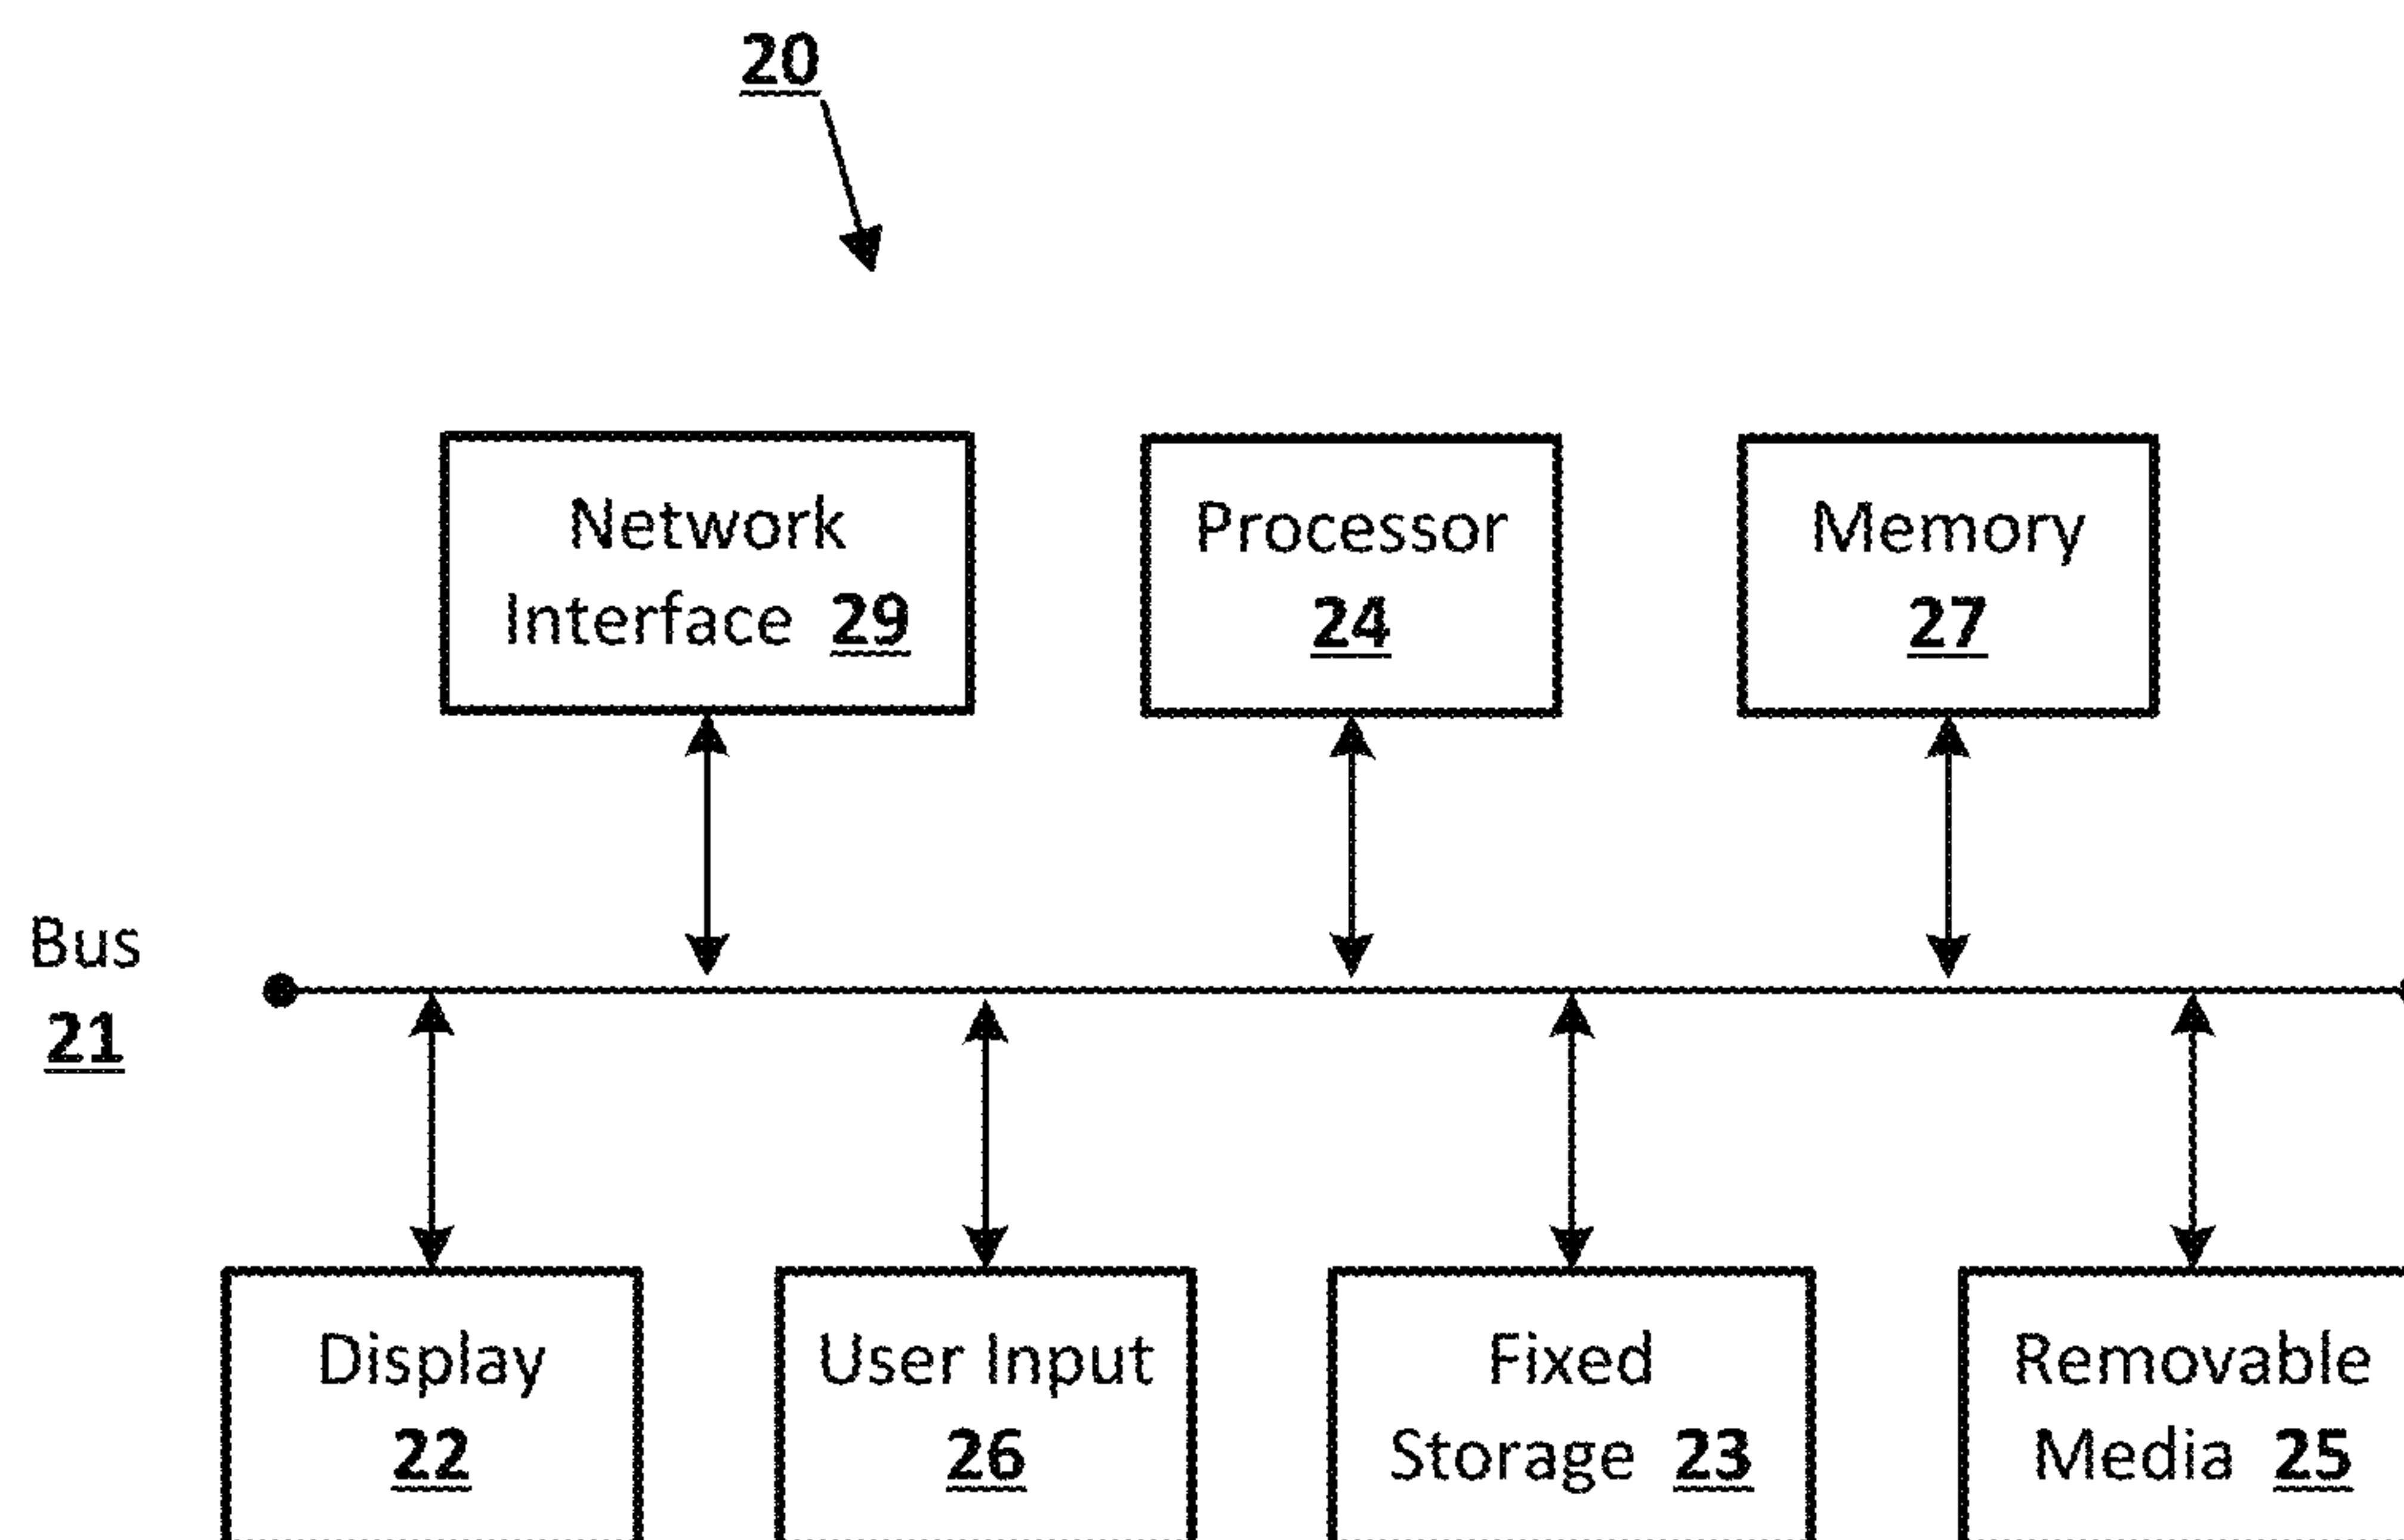 20
Network
Interface 29
Processor
24
Memory
27
Bus
21
Display
22
User Input
26
Fixed
Storage 23
Removable
Media 25